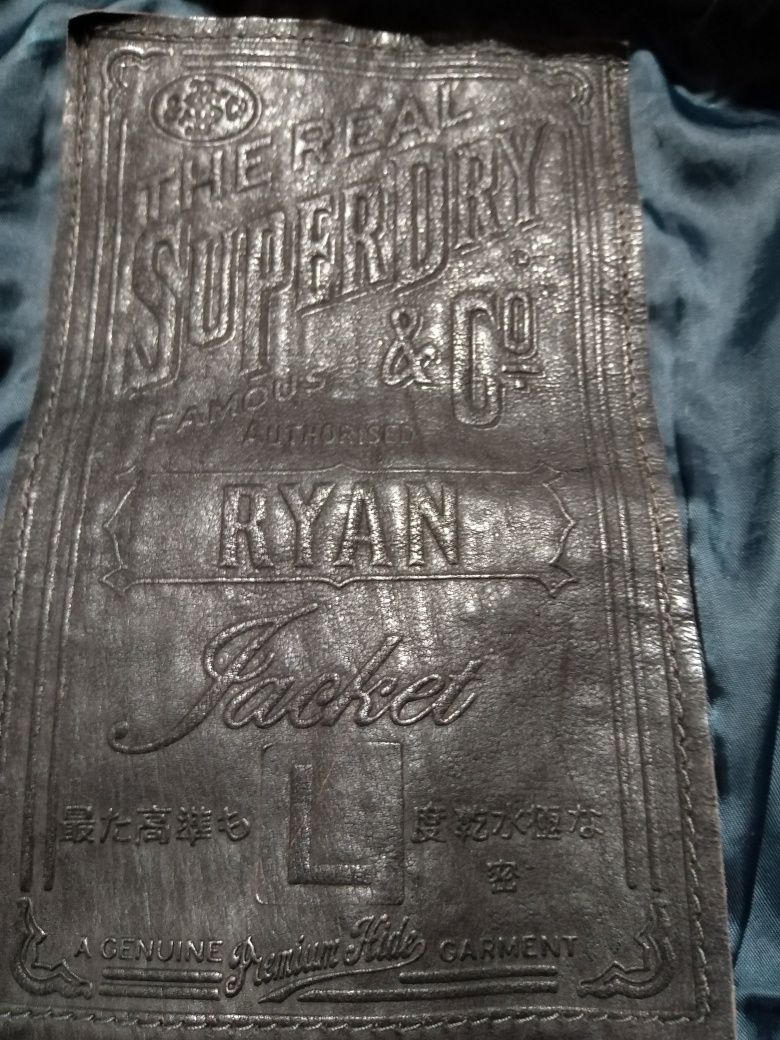 THE REAL
SUPERDRY
& Co.
FAMOUS
AUTHORISED
RYAN
Jacket
最た高準も L 度乾水極な
密
A GENUINE Premium Hide GARMENT